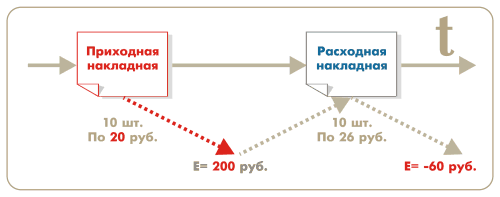 t
Приходная
накладная
Расходная
накладная
10 шт.
По 20 руб.
10 шт.
По 26 руб.
E= 200 руб.
E= -60 руб.